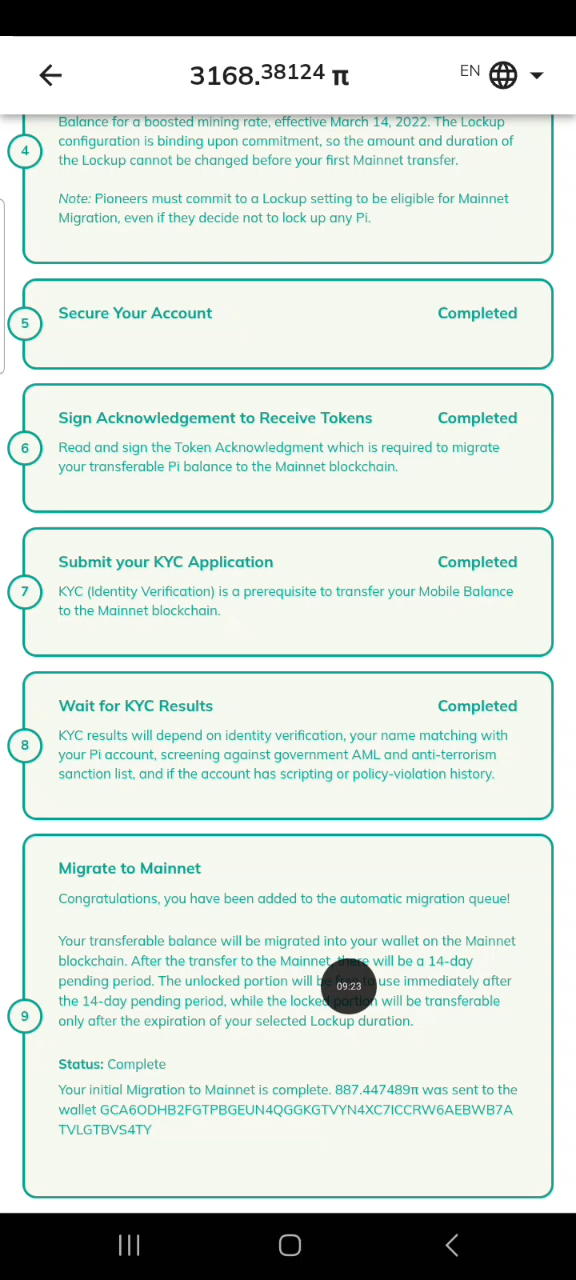 3168.38124 π
EN
4
Balance for a boosted mining rate, effective March 14, 2022. The Lockup
configuration is binding upon commitment, so the amount and duration of
the Lockup cannot be changed before your first Mainnet transfer.
Note: Pioneers must commit to a Lockup setting to be eligible for Mainnet
Migration, even if they decide not to lock up any Pi.
5
Secure Your Account Completed
6
Sign Acknowledgement to Receive Tokens Completed
Read and sign the Token Acknowledgment which is required to migrate
your transferable Pi balance to the Mainnet blockchain.
7
Submit your KYC Application Completed
KYC (Identity Verification) is a prerequisite to transfer your Mobile Balance
to the Mainnet blockchain.
8
Wait for KYC Results Completed
KYC results will depend on identity verification, your name matching with
your Pi account, screening against government AML and anti-terrorism
sanction list, and if the account has scripting or policy-violation history.
9
Migrate to Mainnet
Congratulations, you have been added to the automatic migration queue!
Your transferable balance will be migrated into your wallet on the Mainnet
blockchain. After the transfer to the Mainnet, there will be a 14-day
pending period. The unlocked portion will be free to use immediately after
the 14-day pending period, while the locked portion will be transferable
only after the expiration of your selected Lockup duration.
09:23
Status: Complete
Your initial Migration to Mainnet is complete. 887.447489π was sent to the
wallet GCA6ODHB2FGTPBGEUN4QGGKGTVYN4XC7ICCRW6AEBWB7A
TVLGTBVS4TY